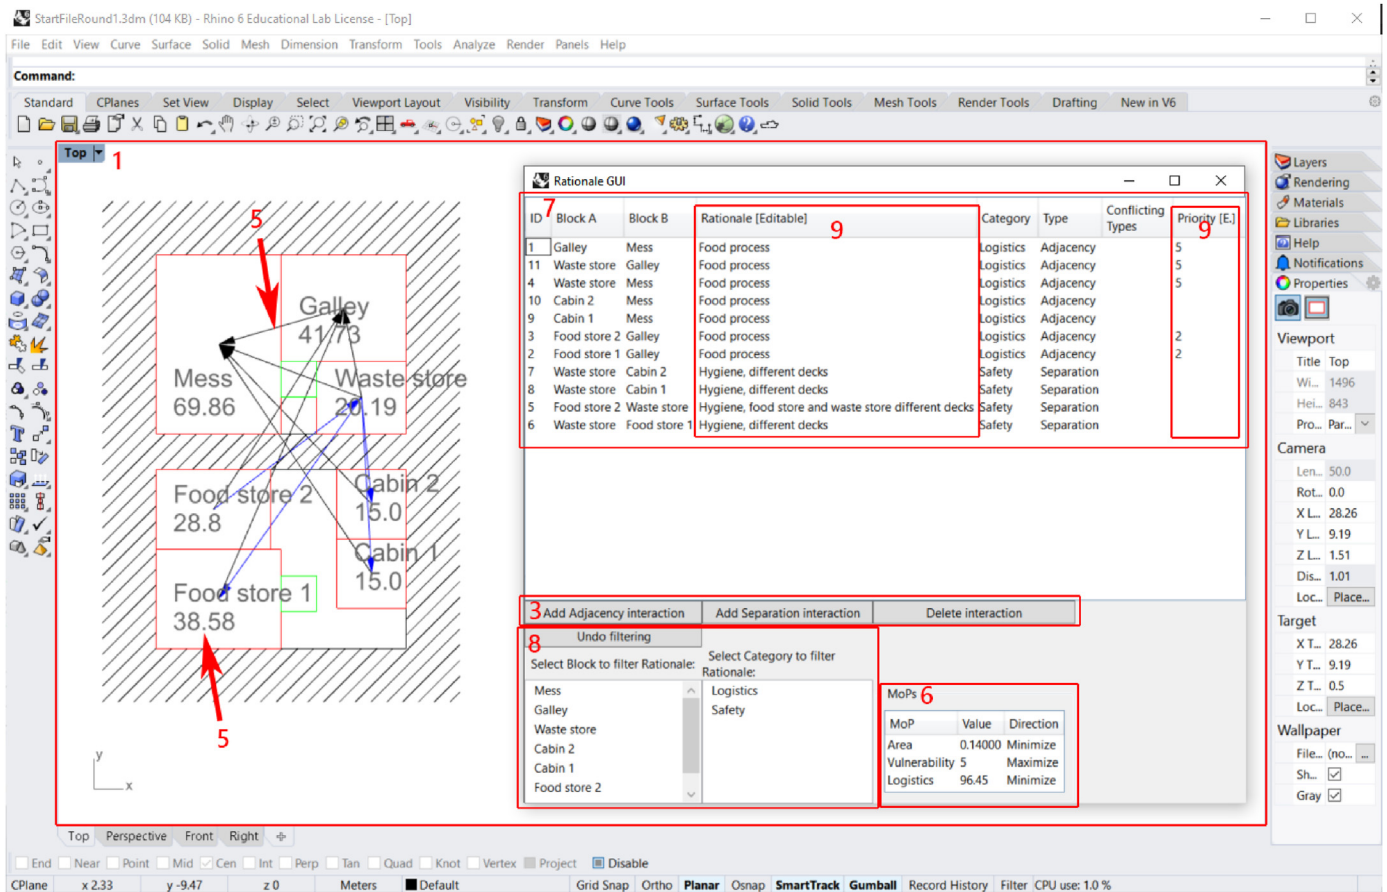 StartFileRound1.3dm (104 KB) - Rhino 6 Educational Lab License - [Top]
File Edit View Curve Surface Solid Mesh Dimension Transform Tools Analyze Render Panels Help
Command:
Standard CPlanes Set View Display Select Viewport Layout Visibility Transform Curve Tools Surface Tools Solid Tools Mesh Tools Render Tools Drafting New in V6
Top 1
5
Galley
41.73
Mess
69.86
Waste store
20.19
Food store 2
28.8
Cabin 2
15.0
Cabin 1
15.0
Food store 1
38.58
5
y
x
Rationale GUI
ID 7 Block A Block B Rationale [Editable] 9 Category Type Conflicting Types Priority [E.] 9
1 Galley Mess Food process Logistics Adjacency 5
11 Waste store Galley Food process Logistics Adjacency 5
4 Waste store Mess Food process Logistics Adjacency 5
10 Cabin 2 Mess Food process Logistics Adjacency
9 Cabin 1 Mess Food process Logistics Adjacency
3 Food store 2 Galley Food process Logistics Adjacency 2
2 Food store 1 Galley Food process Logistics Adjacency 2
7 Waste store Cabin 2 Hygiene, different decks Safety Separation
8 Waste store Cabin 1 Hygiene, different decks Safety Separation
5 Food store 2 Waste store Hygiene, food store and waste store different decks Safety Separation
6 Waste store Food store 1 Hygiene, different decks Safety Separation
3 Add Adjacency interaction Add Separation interaction Delete interaction
8 Undo filtering
Select Block to filter Rationale:
Select Category to filter
Rationale:
Mess
Galley
Waste store
Cabin 2
Cabin 1
Food store 2
Logistics
Safety
MoPs 6
MoP Value Direction
Area 0.14000 Minimize
Vulnerability 5 Maximize
Logistics 96.45 Minimize
Layers
Rendering
Materials
Libraries
Help
Notifications
Properties
Viewport
Title Top
Wi... 1496
Hei... 843
Pro... Par...
Camera
Len... 50.0
Rot... 0.0
X L... 28.26
Y L... 9.19
Z L... 1.51
Dis... 1.01
Loc... Place...
Target
X T... 28.26
Y T... 9.19
Z T... 0.5
Loc... Place...
Wallpaper
File... (no... ...
Sh...
Gray
Top Perspective Front Right
End Near Point Mid Cen Int Perp Tan Quad Knot Vertex Project Disable
CPlane x 2.33 y -9.47 z 0 Meters Default Grid Snap Ortho Planar Osnap SmartTrack Gumball Record History Filter CPU use: 1.0 %